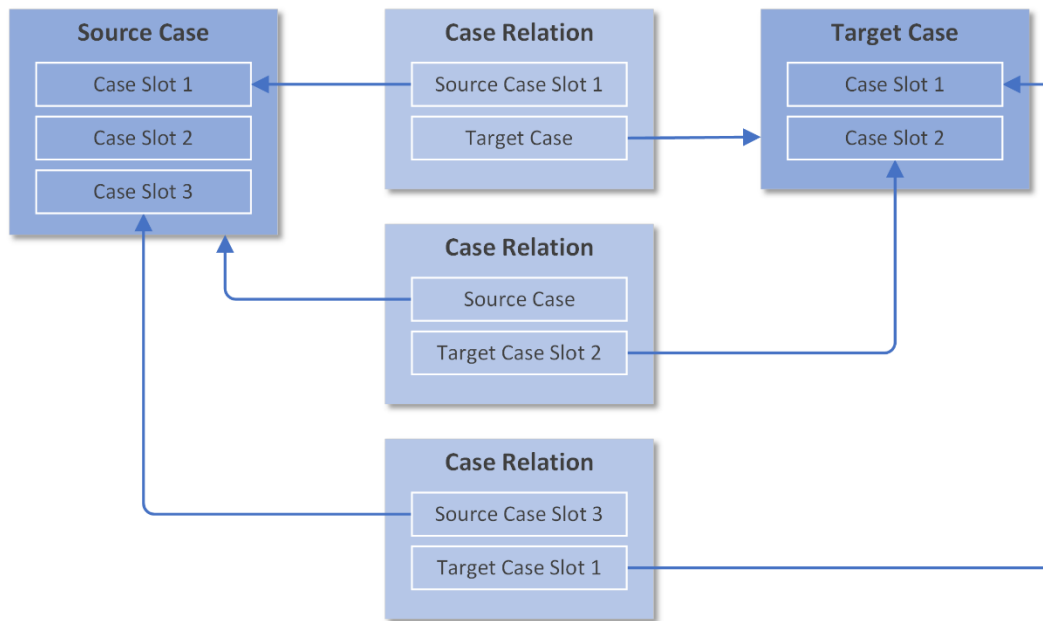 Source Case
Case Slot 1
Case Slot 2
Case Slot 3
Case Relation
Source Case Slot 1
Target Case
Target Case
Case Slot 1
Case Slot 2
Case Relation
Source Case
Target Case Slot 2
Case Relation
Source Case Slot 3
Target Case Slot 1